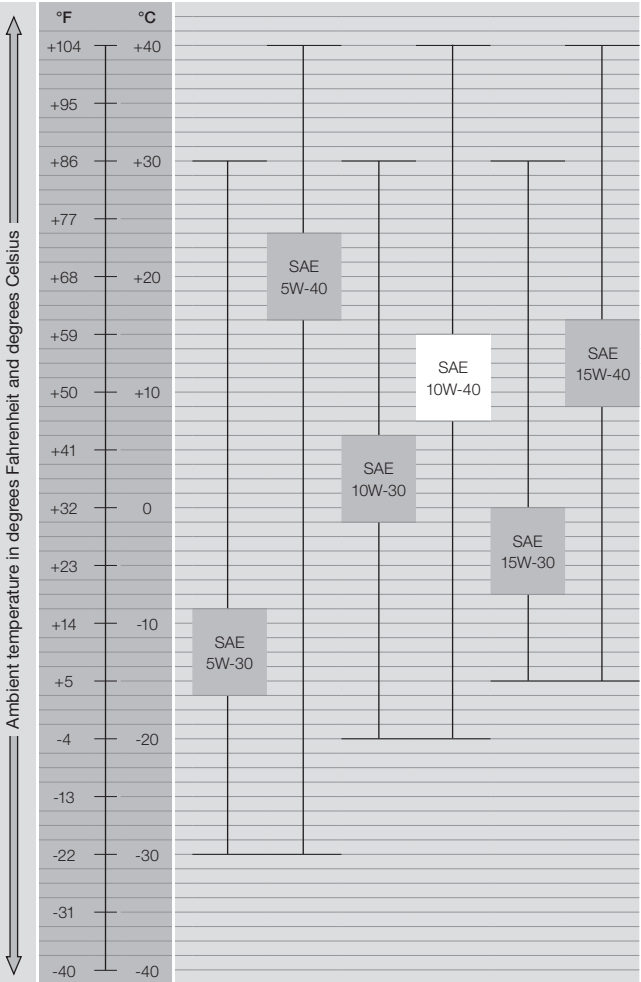 Ambient temperature in degrees Fahrenheit and degrees Celsius
°F °C
+104 +40
+95
+86 +30
+77
+68 +20
+59
+50 +10
+41
+32 0
+23
+14 -10
+5
-4 -20
-13
-22 -30
-31
-40 -40
SAE
5W-30
SAE
5W-40
SAE
10W-30
SAE
10W-40
SAE
15W-30
SAE
15W-40